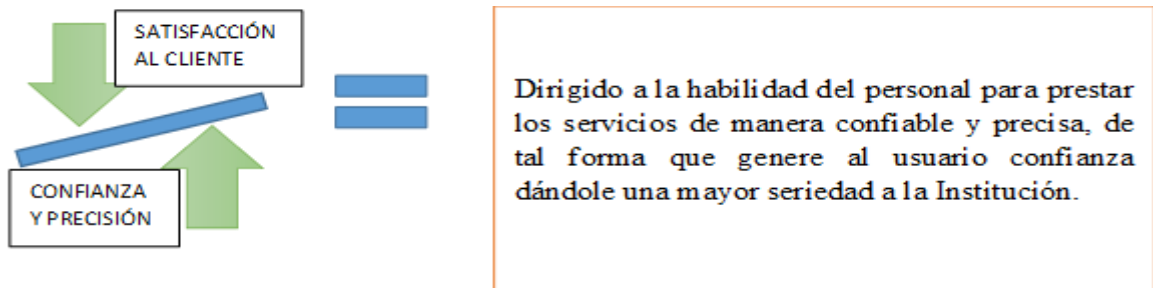 SATISFACCIÓN
AL CLIENTE
CONFIANZA
Y PRECISIÓN
Dirigido a la habilidad del personal para prestar
los servicios de manera confiable y precisa, de
tal forma que genere al usuario confianza
dándole una mayor seriedad a la Institución.